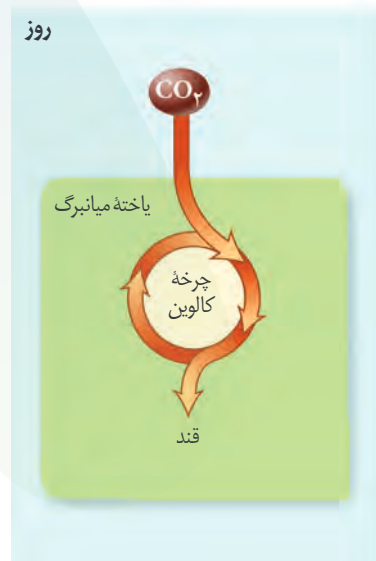 روز
CO۲
یاختهٔ میانبرگ
چرخهٔ
کالوین
قند